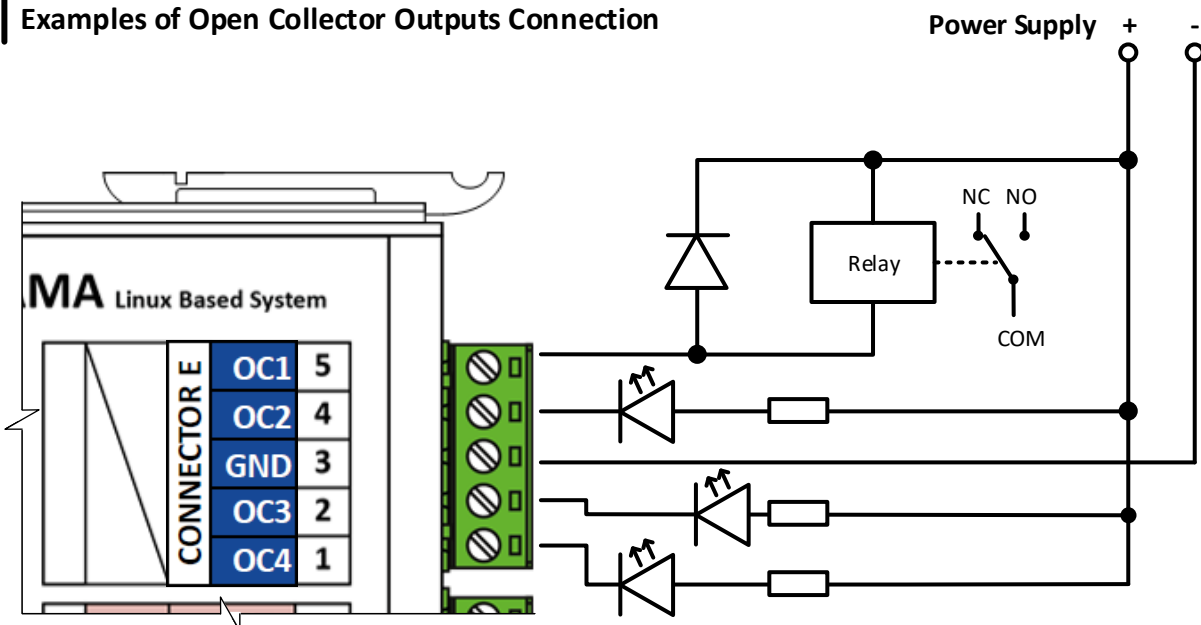 Examples of Open Collector Outputs Connection
Power Supply + -
NC NO
Relay
COM
MA Linux Based System
CONNECTOR E
OC1 5
OC2 4
GND 3
OC3 2
OC4 1